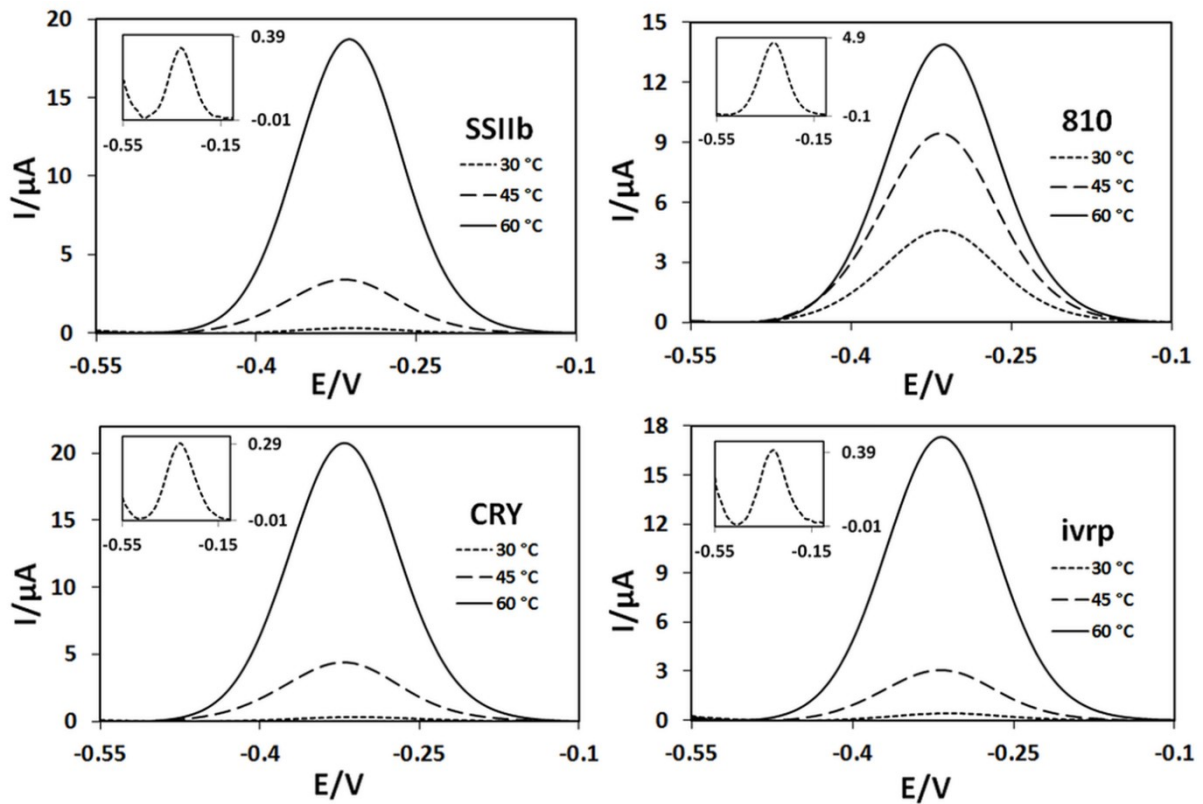 20
15
10
5
0
I/μA
0.39
-0.01
-0.55
-0.15
SSIIb
30 °C
45 °C
60 °C
-0.55
-0.4
-0.25
-0.1
E/V
15
12
9
6
3
0
I/μA
4.9
-0.1
-0.55
-0.15
810
30 °C
45 °C
60 °C
-0.55
-0.4
-0.25
-0.1
E/V
20
15
10
5
0
I/μA
0.29
-0.01
-0.55
-0.15
CRY
30 °C
45 °C
60 °C
-0.55
-0.4
-0.25
-0.1
E/V
18
15
12
9
6
3
0
I/μA
0.39
-0.01
-0.55
-0.15
ivrp
30 °C
45 °C
60 °C
-0.55
-0.4
-0.25
-0.1
E/V